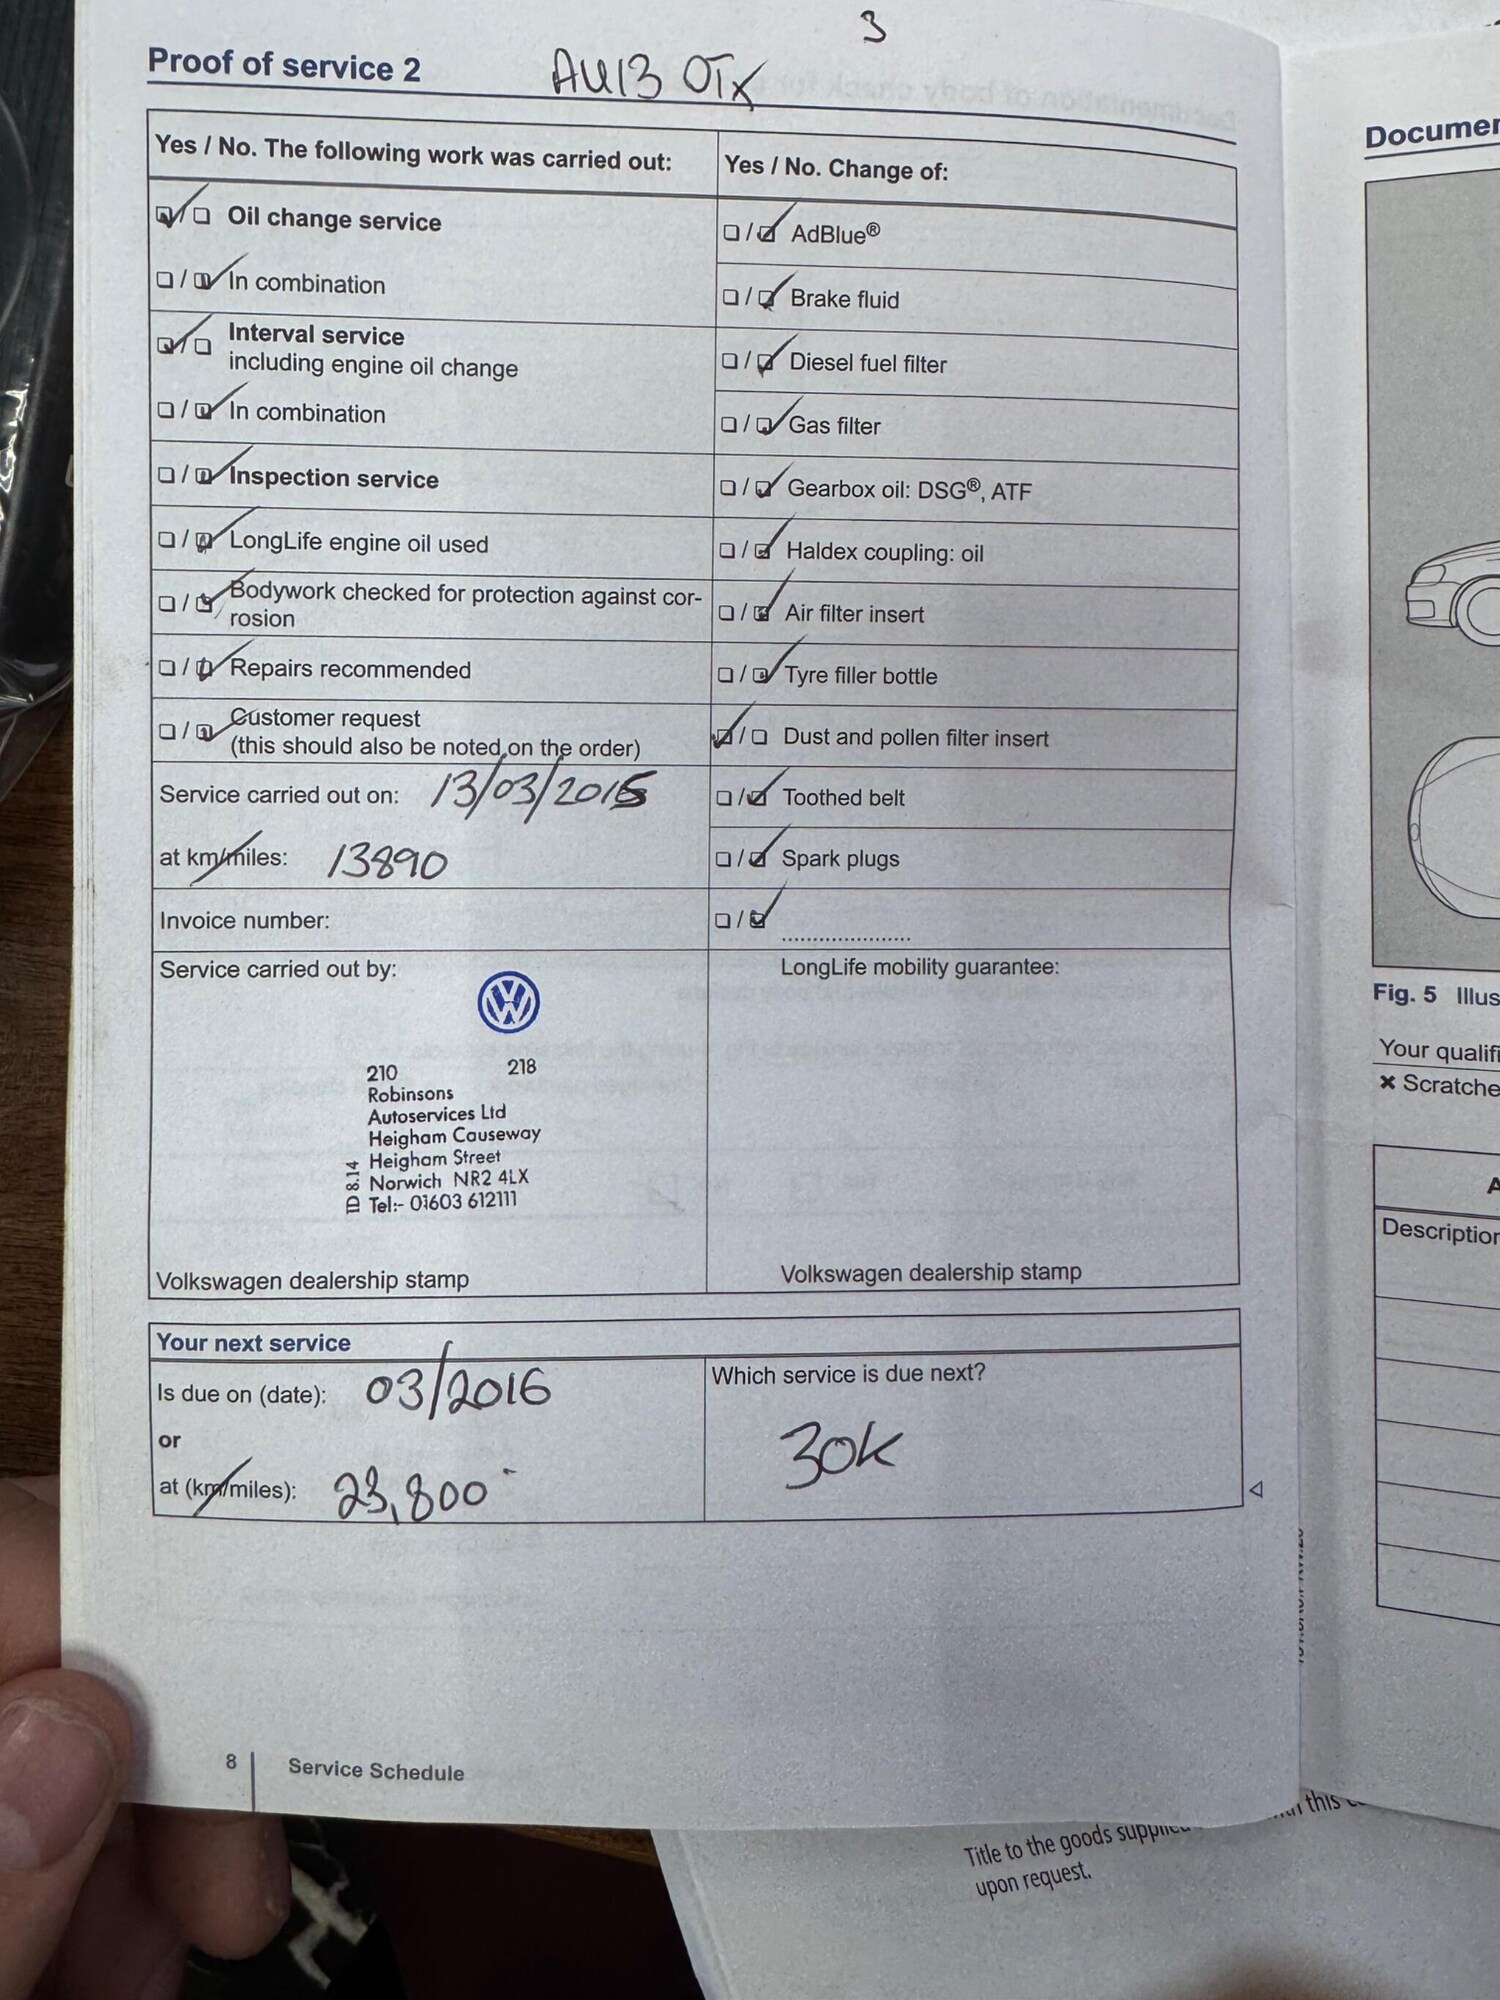 3
Proof of service 2 AU13 OTX
Yes / No. The following work was carried out:
Oil change service
In combination
Interval service
including engine oil change
In combination
Inspection service
LongLife engine oil used
Bodywork checked for protection against cor-
rosion
Repairs recommended
Customer request
(this should also be noted on the order)
Service carried out on: 13/03/2015
at km/miles: 13890
Invoice number:
Service carried out by:
210 218
Robinsons
Autoservices Ltd
Heigham Causeway
Heigham Street
Norwich NR2 4LX
Tel:- 01603 612111
TD 8.14
Volkswagen dealership stamp
Yes / No. Change of:
AdBlue®
Brake fluid
Diesel fuel filter
Gas filter
Gearbox oil: DSG®, ATF
Haldex coupling: oil
Air filter insert
Tyre filler bottle
Dust and pollen filter insert
Toothed belt
Spark plugs
LongLife mobility guarantee:
Volkswagen dealership stamp
Your next service
Is due on (date): 03/2016
or
at (km/miles): 23,800
Which service is due next?
30K
8 Service Schedule
Fig. 5 Illus
Your qualifi
× Scratche
Description
this
Title to the goods
upon request.